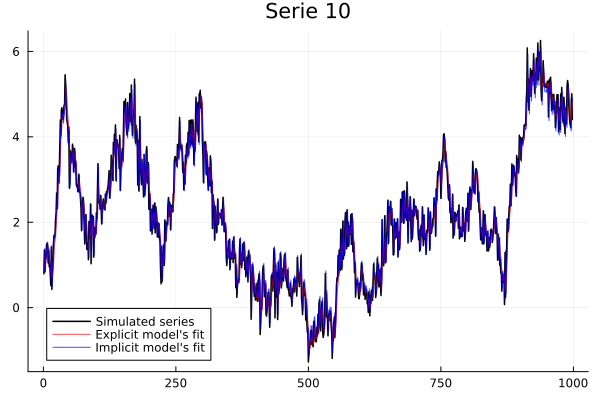 Serie 10
6
4
2
0
Simulated series
Explicit model's fit
Implicit model's fit
0
250
500
750
1000